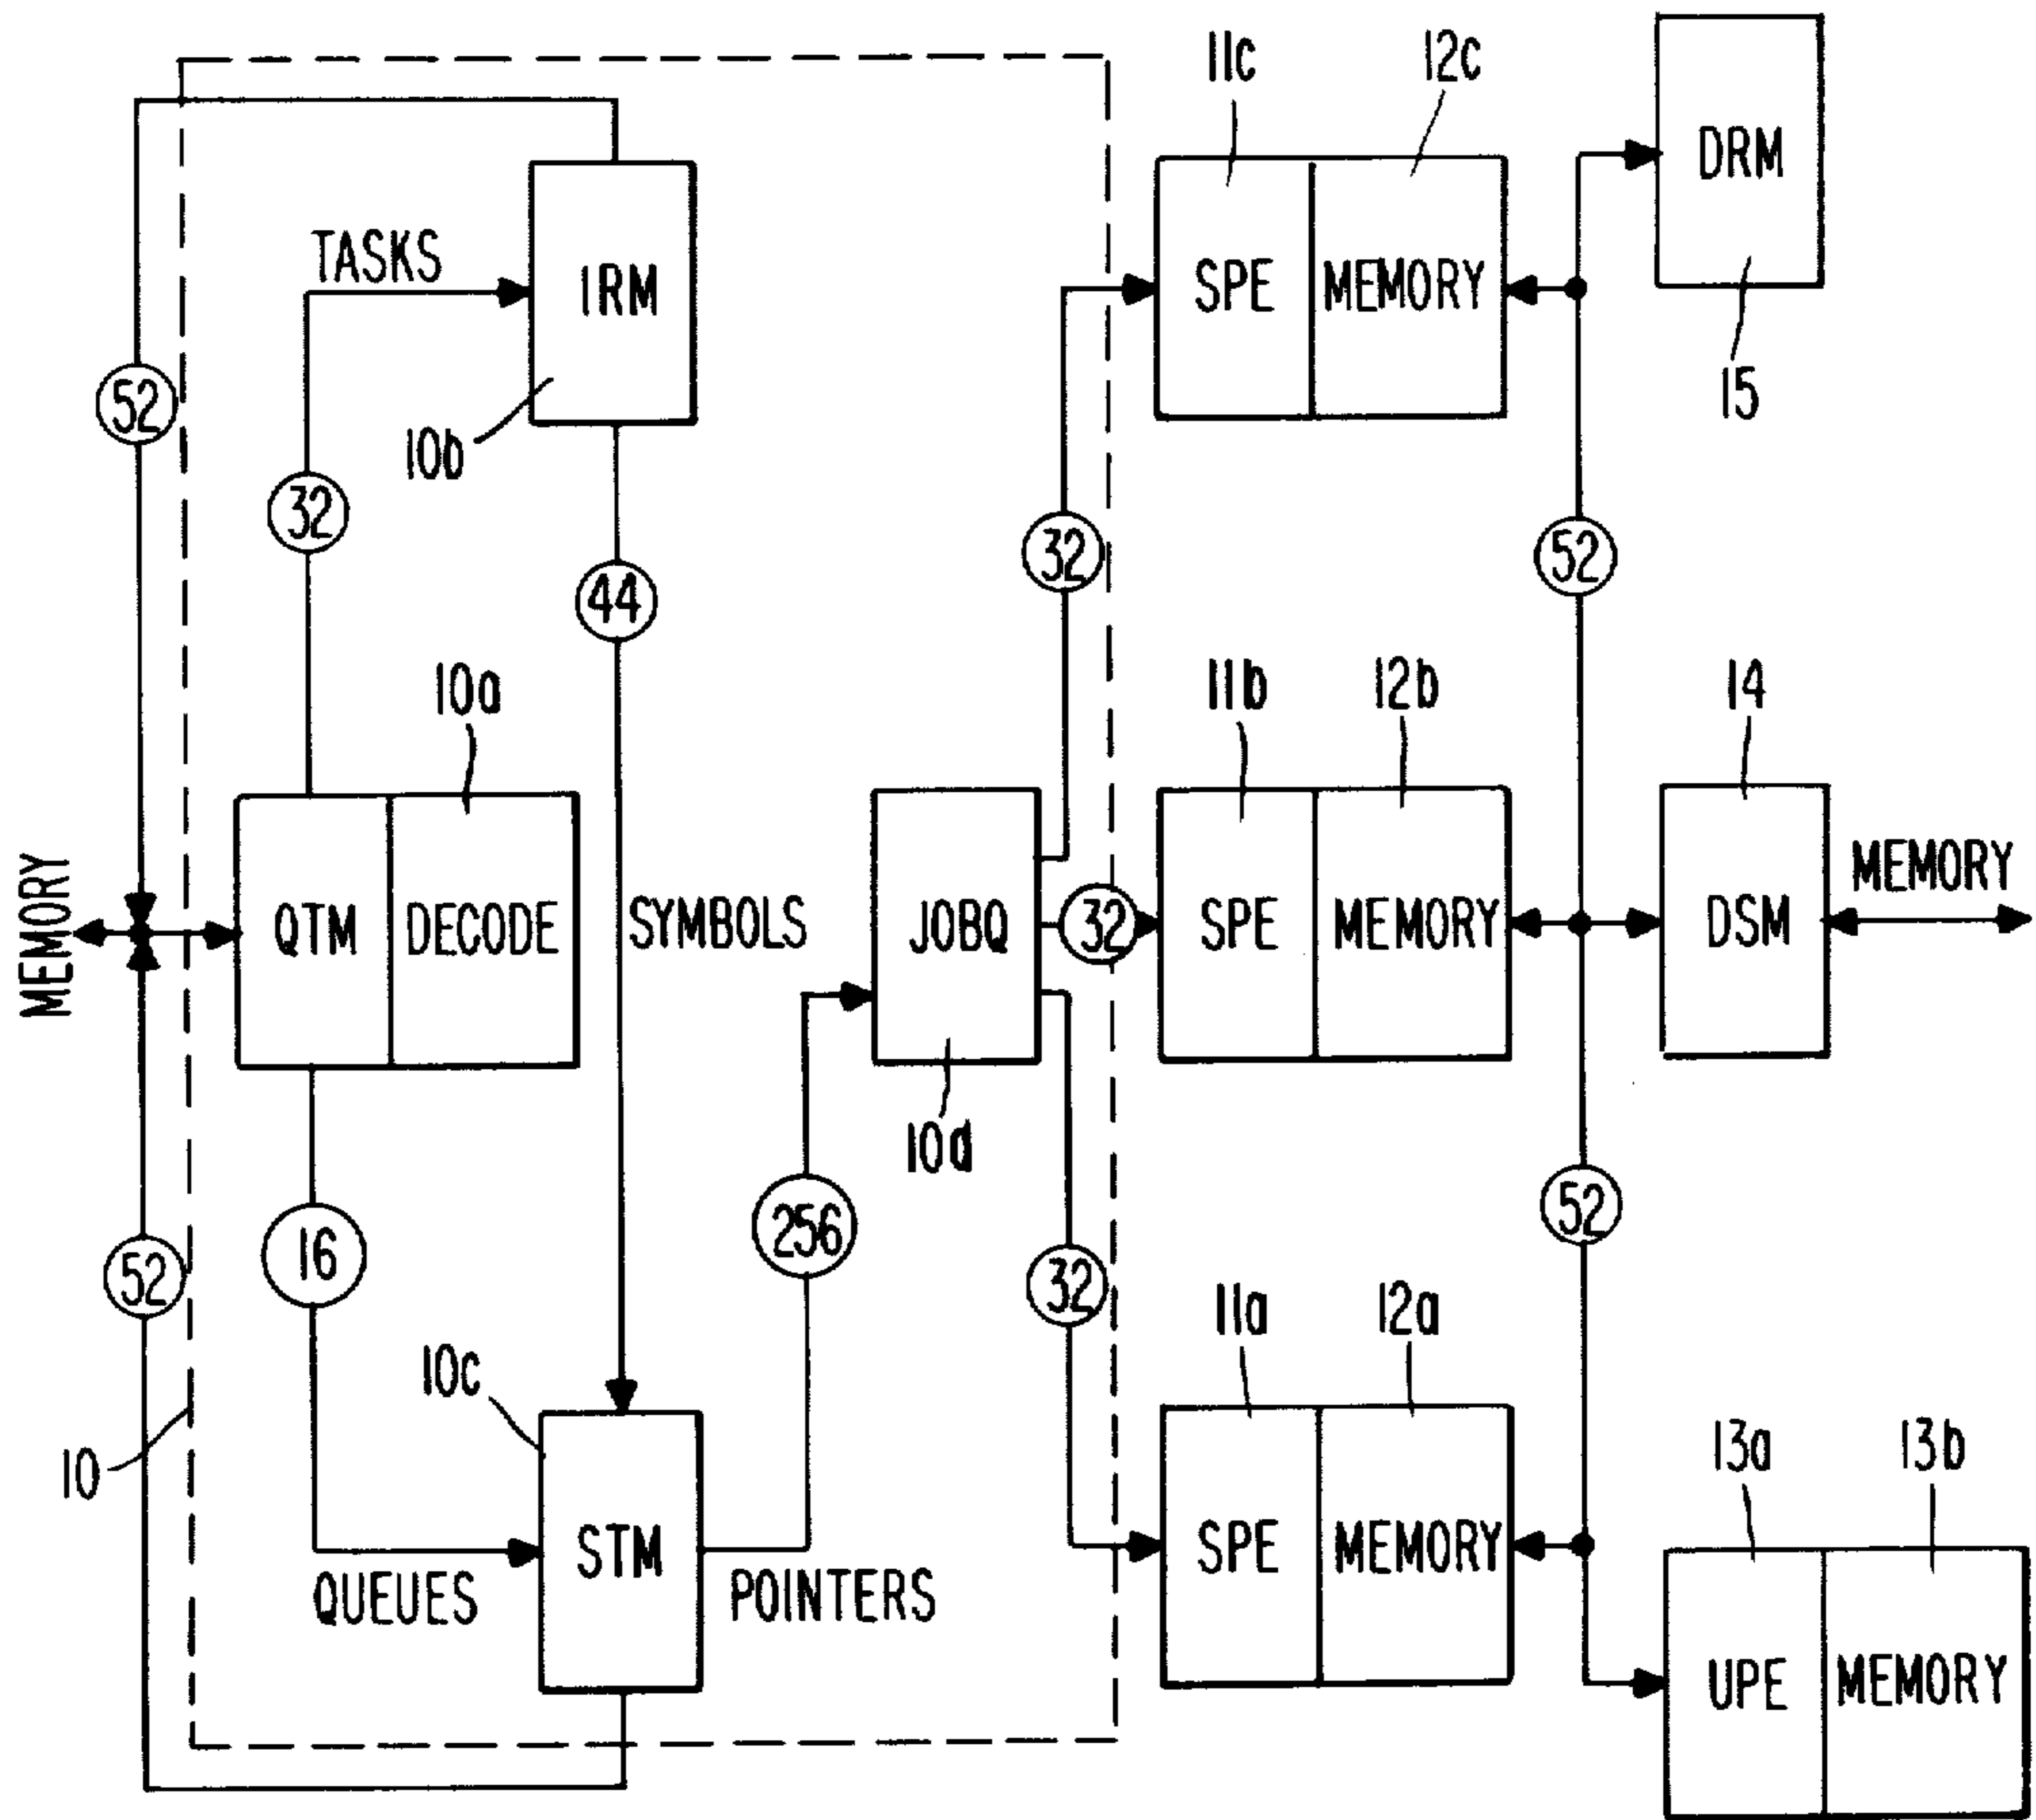 11c
12c
DRM
15
TASKS
IRM
10b
SPE
MEMORY
52
32
44
32
52
10a
11b
12b
14
MEMORY
QTM
DECODE
SYMBOLS
JOBQ
32
SPE
MEMORY
DSM
MEMORY
10d
16
52
256
32
52
10c
11a
12a
13a
13b
10
STM
QUEUES
POINTERS
SPE
MEMORY
UPE
MEMORY